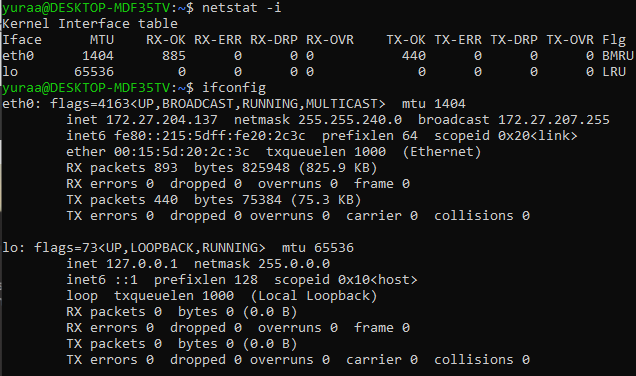 yuraa@DESKTOP-MDF35TV:~$ netstat -i
Kernel Interface table
Iface      MTU    RX-OK RX-ERR RX-DRP RX-OVR    TX-OK TX-ERR TX-DRP TX-OVR Flg
eth0      1404      885      0      0 0           440      0      0      0 BMRU
lo       65536        0      0      0 0             0      0      0      0 LRU
yuraa@DESKTOP-MDF35TV:~$ ifconfig
eth0: flags=4163<UP,BROADCAST,RUNNING,MULTICAST>  mtu 1404
        inet 172.27.204.137  netmask 255.255.240.0  broadcast 172.27.207.255
        inet6 fe80::215:5dff:fe20:2c3c  prefixlen 64  scopeid 0x20<link>
        ether 00:15:5d:20:2c:3c  txqueuelen 1000  (Ethernet)
        RX packets 893  bytes 825948 (825.9 KB)
        RX errors 0  dropped 0  overruns 0  frame 0
        TX packets 440  bytes 75384 (75.3 KB)
        TX errors 0  dropped 0 overruns 0  carrier 0  collisions 0

lo: flags=73<UP,LOOPBACK,RUNNING>  mtu 65536
        inet 127.0.0.1  netmask 255.0.0.0
        inet6 ::1  prefixlen 128  scopeid 0x10<host>
        loop  txqueuelen 1000  (Local Loopback)
        RX packets 0  bytes 0 (0.0 B)
        RX errors 0  dropped 0  overruns 0  frame 0
        TX packets 0  bytes 0 (0.0 B)
        TX errors 0  dropped 0 overruns 0  carrier 0  collisions 0